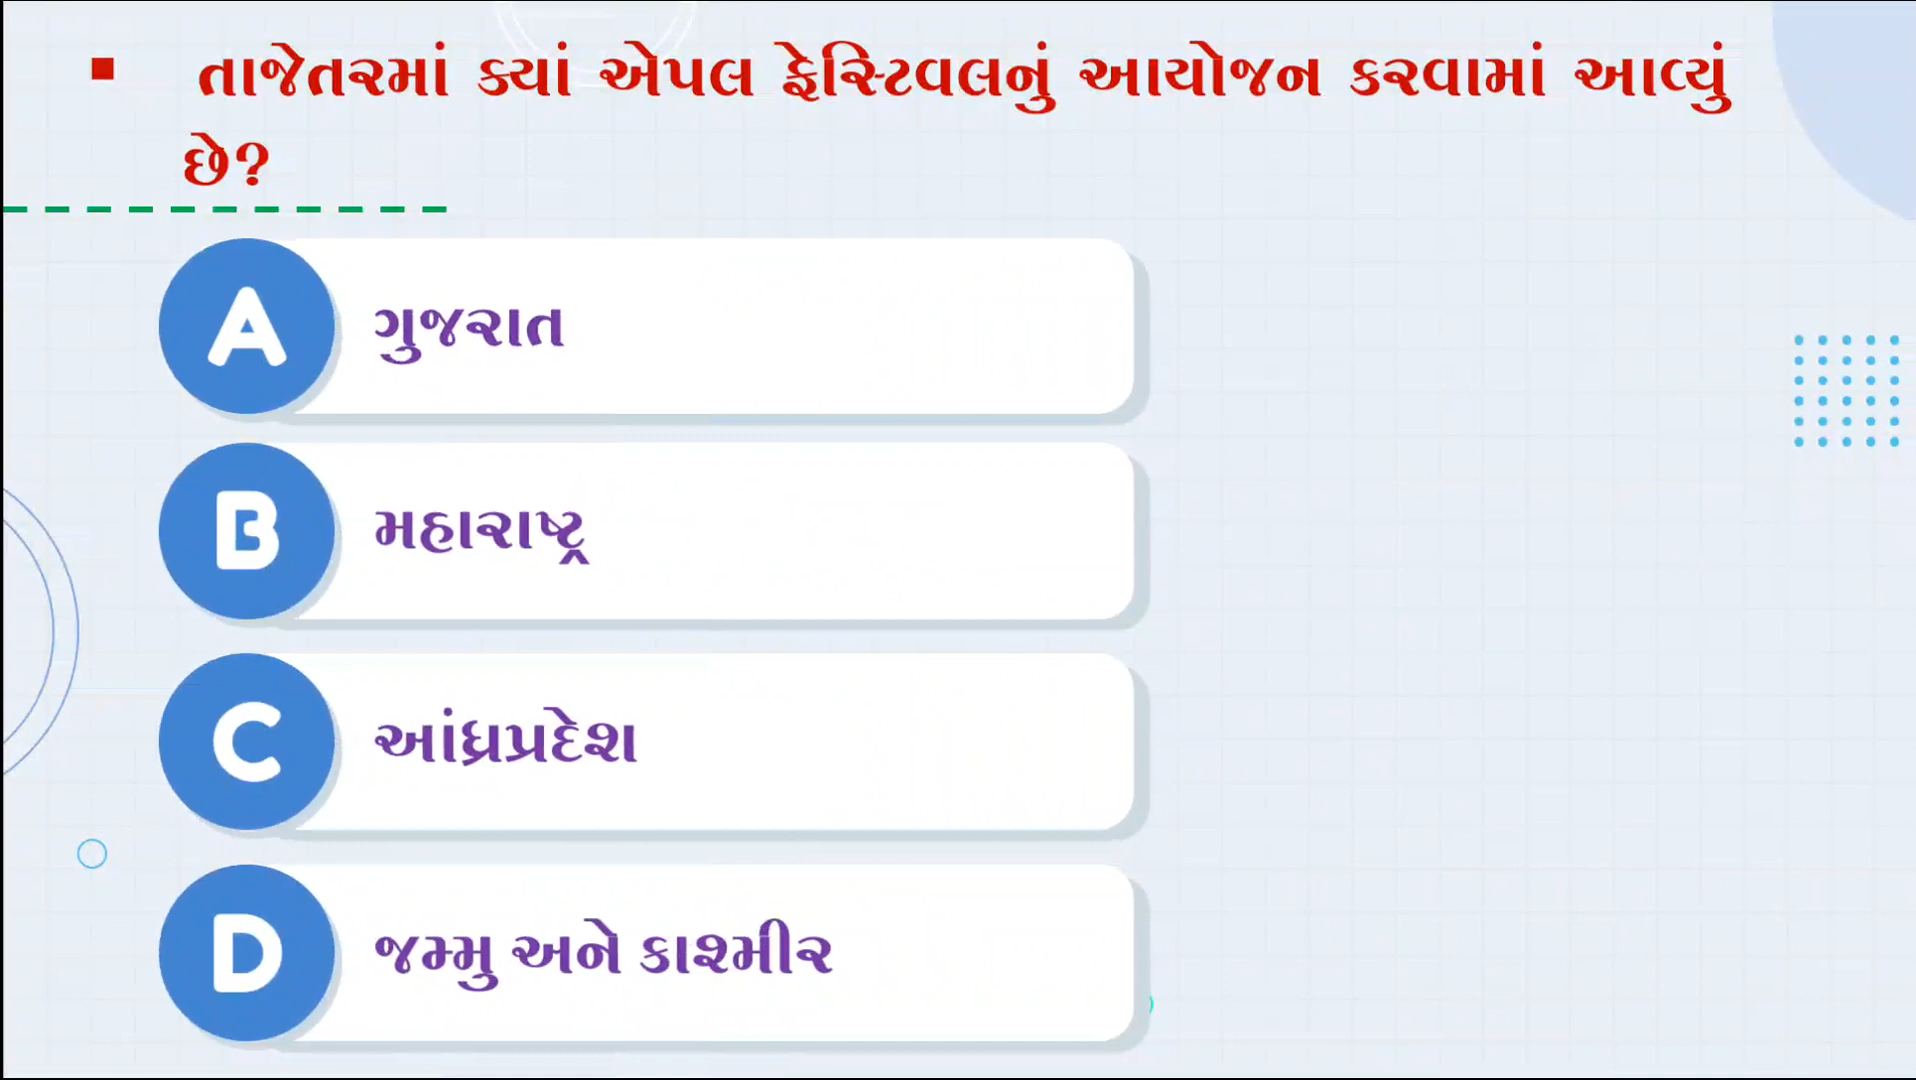 ▪ તાજેતરમાં ક્યાં એપલ ફેસ્ટિવલનું આયોજન કરવામાં આવ્યું
છે?
A ગુજરાત
B મહારાષ્ટ્ર
C આંધ્રપ્રદેશ
D જમ્મુ અને કાશ્મીર